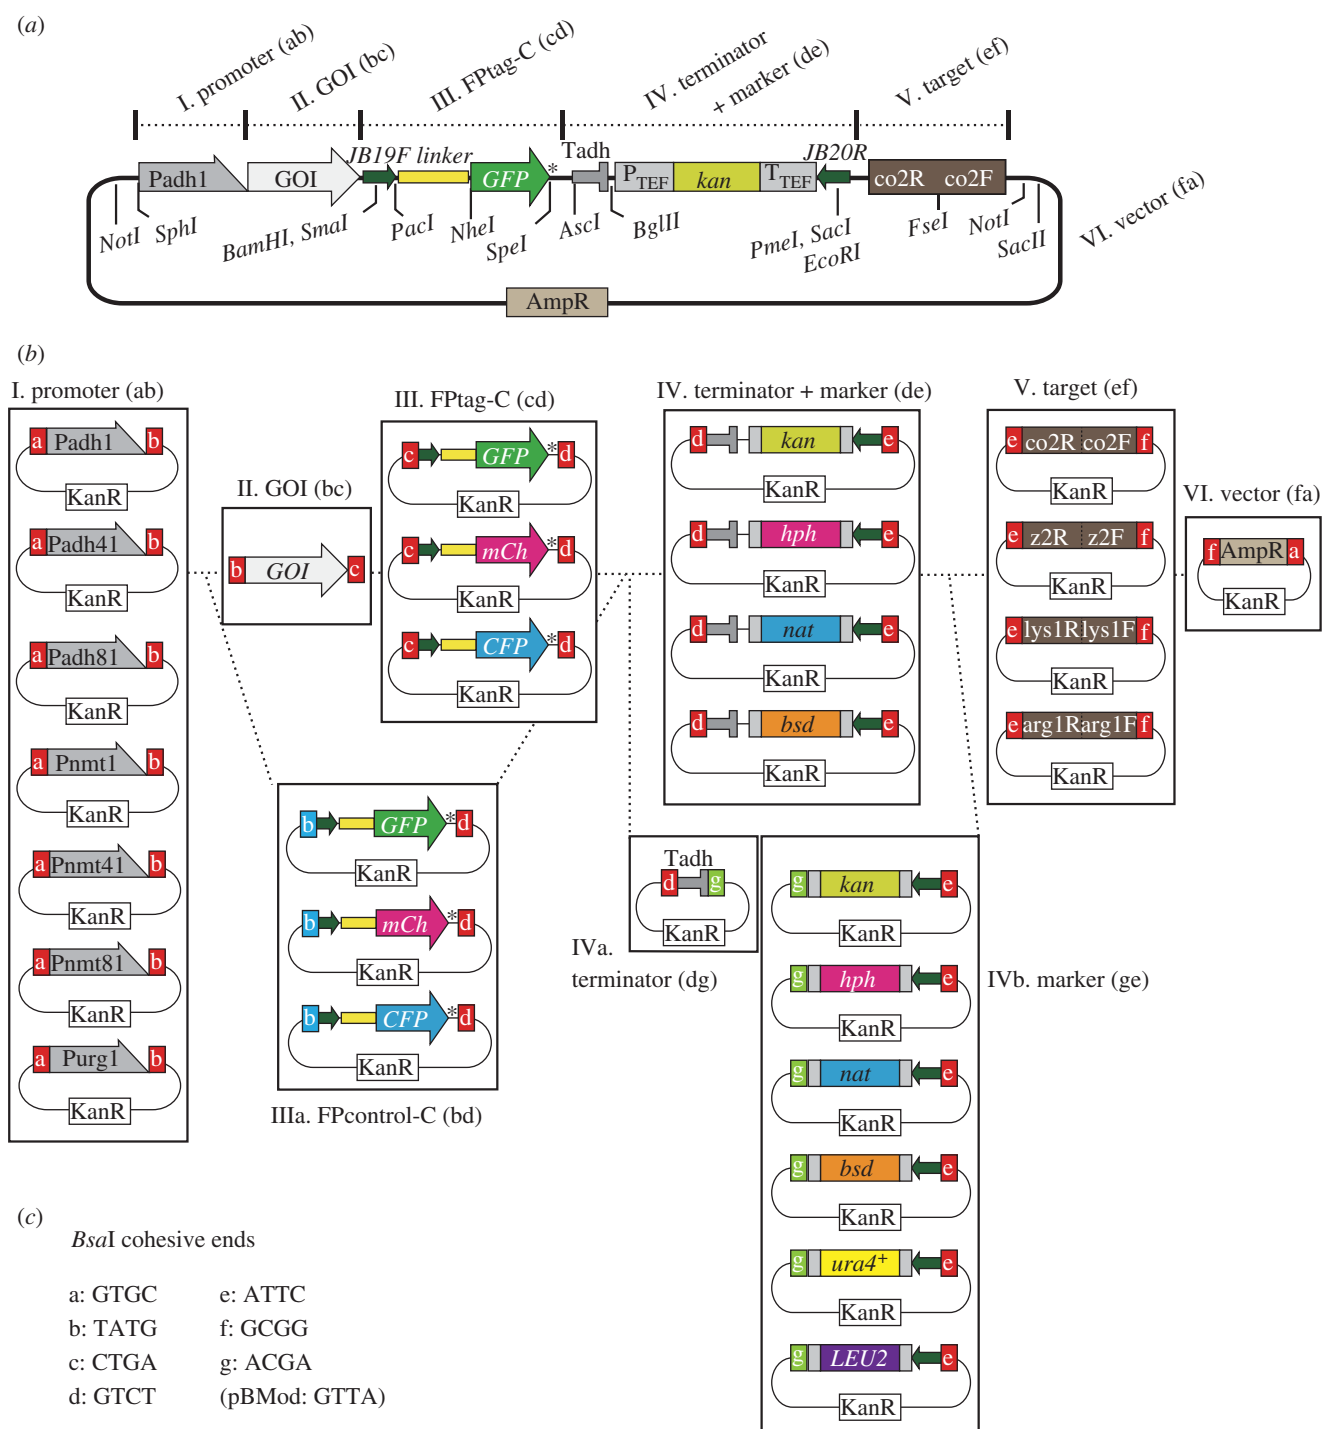 (a)
I. promoter (ab)
II. GOI (bc)
III. FPtag-C (cd)
IV. terminator
+ marker (de)
V. target (ef)
JB19F linker
Tadh
JB20R
Padh1
GOI
GFP
*
PTEF
kan
TTEF
co2R
co2F
NotI
SphI
BamHI, SmaI
PacI
NheI
SpeI
AscI
BglII
PmeI, SacI
EcoRI
FseI
NotI
SacII
VI. vector (fa)
AmpR
(b)
I. promoter (ab)
a Padh1 b
KanR
a Padh41 b
KanR
a Padh81 b
KanR
a Pnmt1 b
KanR
a Pnmt41 b
KanR
a Pnmt81 b
KanR
a Purg1 b
KanR
II. GOI (bc)
b GOI c
III. FPtag-C (cd)
c GFP * d
KanR
c mCh * d
KanR
c CFP * d
KanR
b GFP * d
KanR
b mCh * d
KanR
b CFP * d
KanR
IIIa. FPcontrol-C (bd)
IV. terminator + marker (de)
d kan e
KanR
d hph e
KanR
d nat e
KanR
d bsd e
KanR
Tadh
d g
KanR
IVa.
terminator (dg)
g kan e
KanR
g hph e
KanR
g nat e
KanR
g bsd e
KanR
g ura4+ e
KanR
g LEU2 e
KanR
IVb. marker (ge)
V. target (ef)
e co2R co2F f
KanR
e z2R z2F f
KanR
e lys1R lys1F f
KanR
e arg1R arg1F f
KanR
VI. vector (fa)
f AmpR a
KanR
(c)
BsaI cohesive ends
a: GTGC e: ATTC
b: TATG f: GCGG
c: CTGA g: ACGA
d: GTCT (pBMod: GTTA)